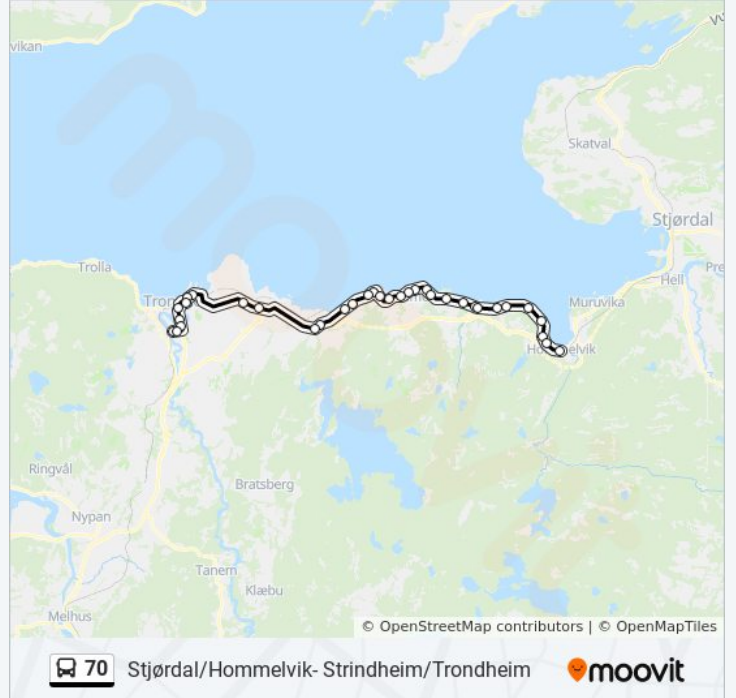 vikan
Skatval
Stjørdal
Trolla
Hell
Pre
Tron
Muruvika
Hommelvik
Ringvål
Bratsberg
Nypan
Tanem
Klæbu
Melhus
© OpenStreetMap contributors | © OpenMapTiles
70 Stjørdal/Hommelvik- Strindheim/Trondheim moovit